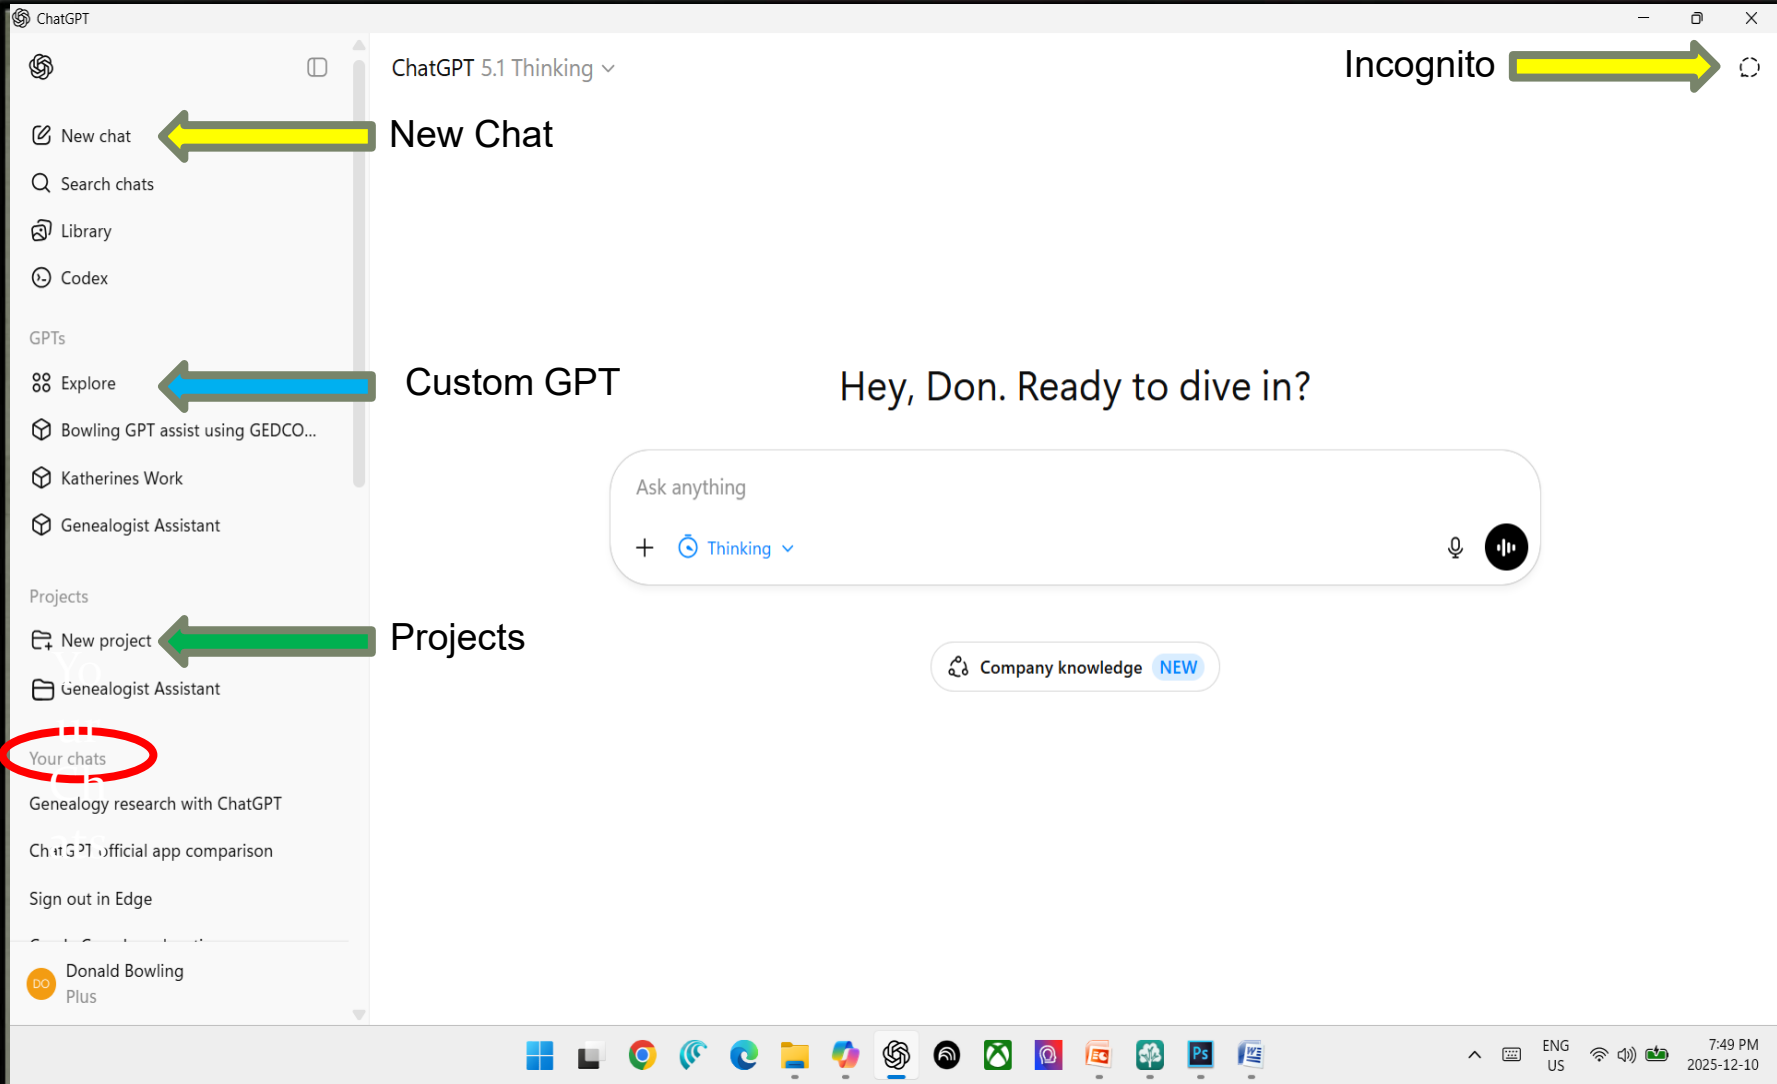 ChatGPT
ChatGPT 5.1 Thinking
Incognito
New chat
New Chat
Search chats
Library
Codex
GPTs
Explore
Custom GPT
Hey, Don. Ready to dive in?
Bowling GPT assist using GEDCO...
Katherines Work
Genealogist Assistant
Ask anything
Thinking
Projects
New project
Projects
Genealogist Assistant
Company knowledge NEW
Your chats
Genealogy research with ChatGPT
ChatGPT official app comparison
Sign out in Edge
DO
Donald Bowling
Plus
Ps
ENG
US
7:49 PM
2025-12-10